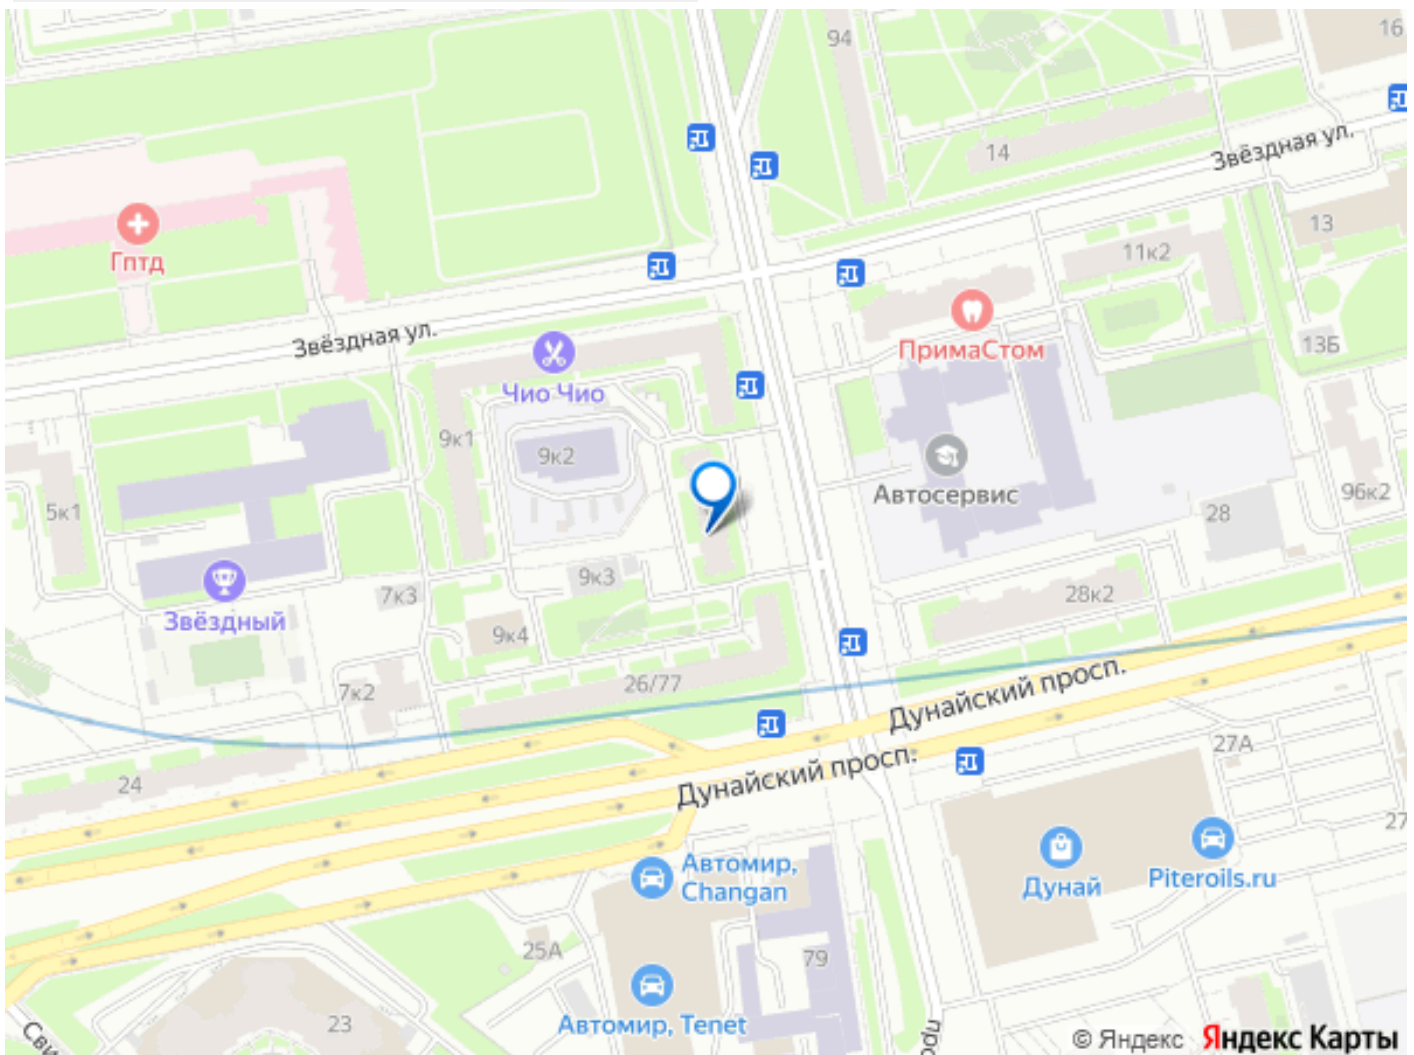 94
16
14
Звёздная ул.
13
Гптд
11к2
Звёздная ул.
ПримаСтом
13Б
Чио Чио
9к1
9к2
Автосервис
96к2
5к1
28
9к3
7к3
28к2
Звёздный
9к4
26/77
7к2
Дунайский просп.
27А
24
Дунайский просп.
27
Автомир,
Changan
Дунай
Piteroils.ru
25А
79
Автомир, Tenet
23
© Яндекс Яндекс Карты